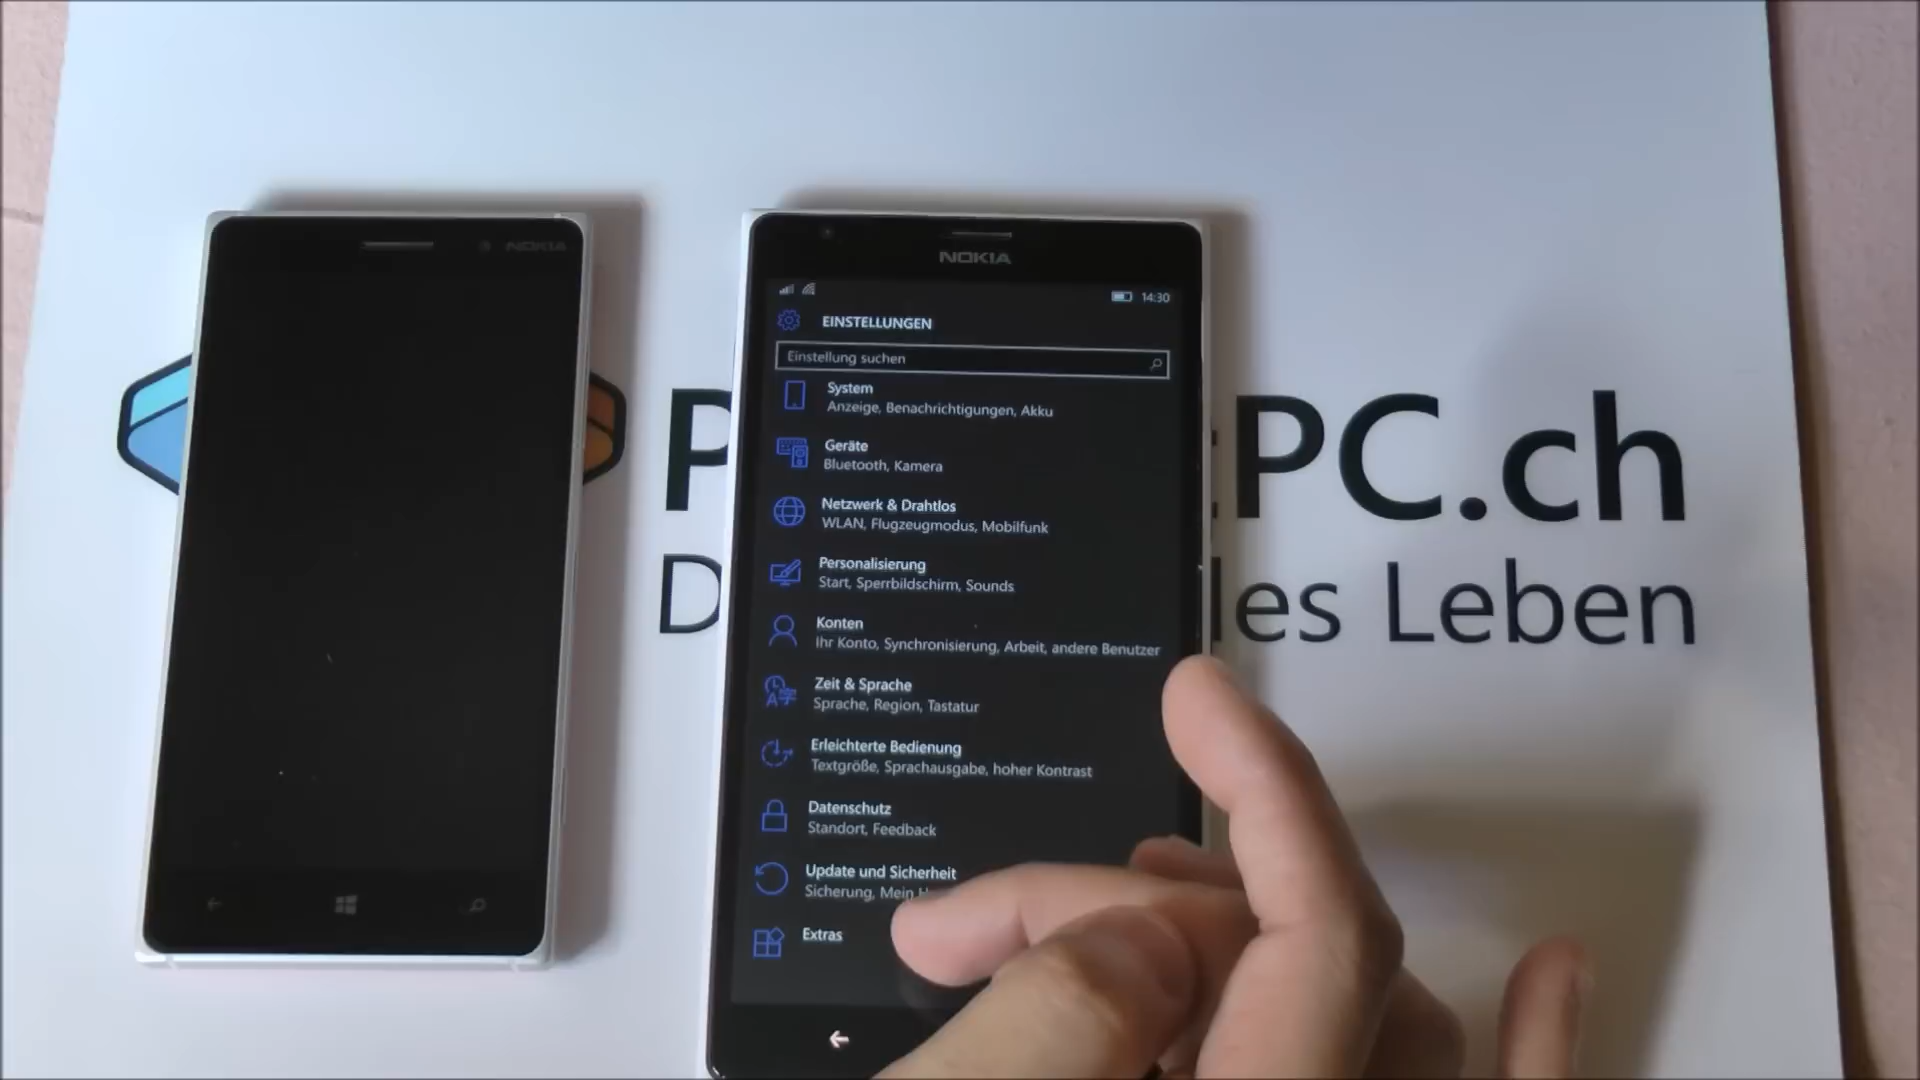 NOKIA
NOKIA
14:30
EINSTELLUNGEN
Einstellung suchen
System
Anzeige, Benachrichtigungen, Akku
Geräte
Bluetooth, Kamera
Netzwerk & Drahtlos
WLAN, Flugzeugmodus, Mobilfunk
Personalisierung
Start, Sperrbildschirm, Sounds
Konten
Ihr Konto, Synchronisierung, Arbeit, andere Benutzer
Zeit & Sprache
Sprache, Region, Tastatur
Erleichterte Bedienung
Textgröße, Sprachausgabe, hoher Kontrast
Datenschutz
Standort, Feedback
Update und Sicherheit
Sicherung, Mein
Extras
PC.ch
Leben